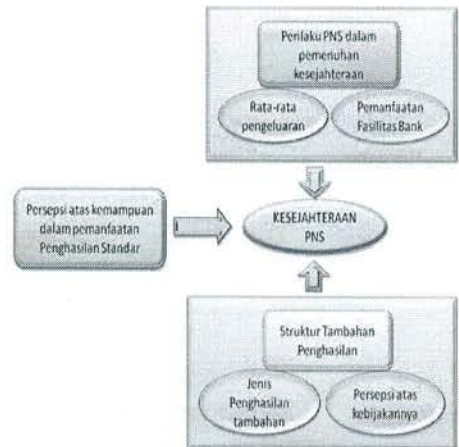 Perilaku PNS dalam
pemenuhan
kesejahteraan
Rata-rata
pengeluaran
Pemanfaatan
Fasilitas Bank
Persepsi atas kemampuan
dalam pemanfaatan
Penghasilan Standar
KESEJAHTERAAN
PNS
Struktur Tambahan
Penghasilan
Jenis
Penghasilan
tambahan
Persepsi atas
kebijakannya